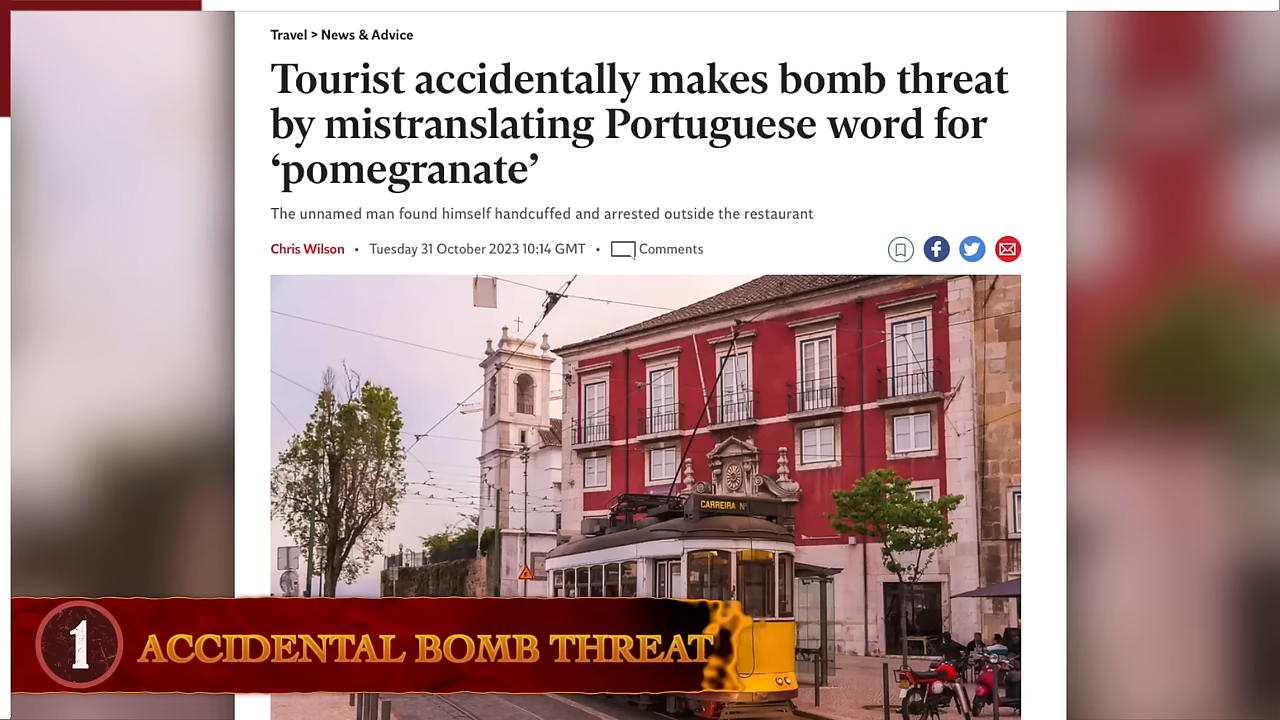 Travel > News & Advice
Tourist accidentally makes bomb threat
by mistranslating Portuguese word for
‘pomegranate’
The unnamed man found himself handcuffed and arrested outside the restaurant
Chris Wilson • Tuesday 31 October 2023 10:14 GMT • Comments
CARREIRA Nº
1 ACCIDENTAL BOMB THREAT